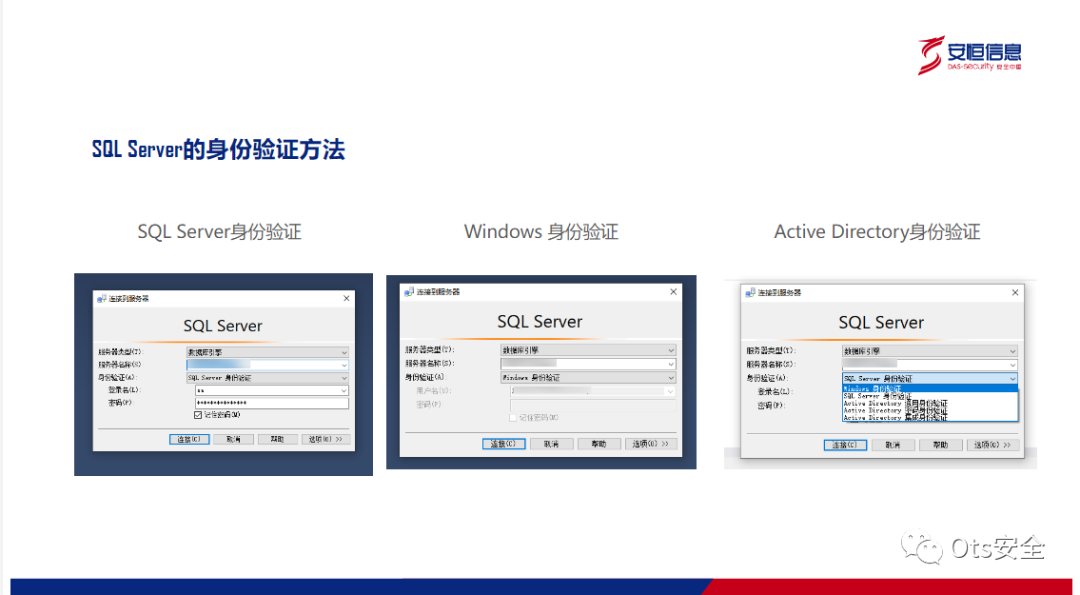 安恒信息
DAS-Security 安全中国
SQL Server的身份验证方法
SQL Server身份验证
Windows 身份验证
Active Directory身份验证
连接到服务器
SQL Server
服务器类型(T):
数据库引擎
服务器名称(S)
身份验证(A):
SQL Server 身份验证
登录名(L):
密码(P)
**************
记住密码(M)
连接(C)
取消
帮助
选项(O) >>
连接到服务器
SQL Server
服务器类型(T):
数据库引擎
服务器名称(S):
身份验证(A)
Windows 身份验证
用户名(U):
密码(P)
记住密码(M)
连接(C)
取消
帮助
选项(O) >>
连接到服务器
SQL Server
服务器类型(T):
数据库引擎
服务器名称(S):
身份验证(A)
SQL Server 身份验证
Windows 身份验证
SQL Server 身份验证
Active Directory 通用身份验证
Active Directory 密码身份验证
Active Directory 集成身份验证
登录名(L):
密码(P):
连接(C)
取消
帮助
选项(O) >>
Ots安全